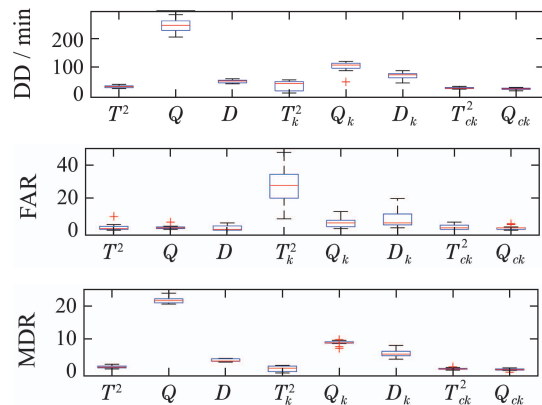 DD / min
200
100
0
T² Q D T²ₖ Qₖ Dₖ T²cₖ Qcₖ
FAR
40
20
0
T² Q D T²ₖ Qₖ Dₖ T²cₖ Qcₖ
MDR
20
10
0
T² Q D T²ₖ Qₖ Dₖ T²cₖ Qcₖ